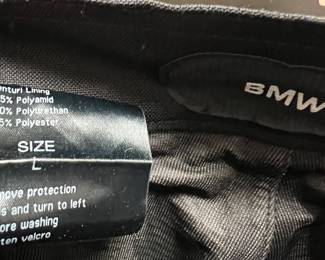 nturi Lining
5% Polyamid
0% Polyurethan
5% Polyester
SIZE
L
move protection
s and turn to left
ore washing
ten velcro
BMW